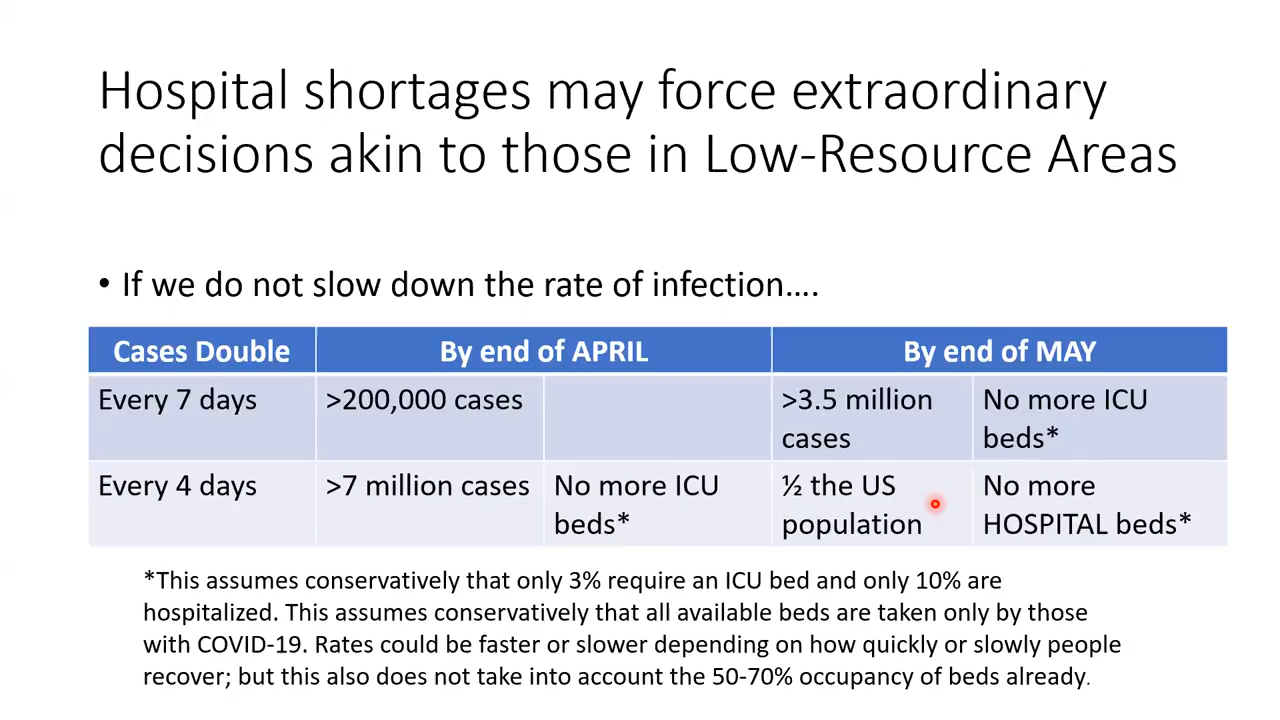 Hospital shortages may force extraordinary
decisions akin to those in Low-Resource Areas
• If we do not slow down the rate of infection….
Cases Double By end of APRIL By end of MAY
Every 7 days >200,000 cases >3.5 million No more ICU
cases beds*
Every 4 days >7 million cases No more ICU ½ the US No more
beds* population HOSPITAL beds*
*This assumes conservatively that only 3% require an ICU bed and only 10% are
hospitalized. This assumes conservatively that all available beds are taken only by those
with COVID-19. Rates could be faster or slower depending on how quickly or slowly people
recover; but this also does not take into account the 50-70% occupancy of beds already.